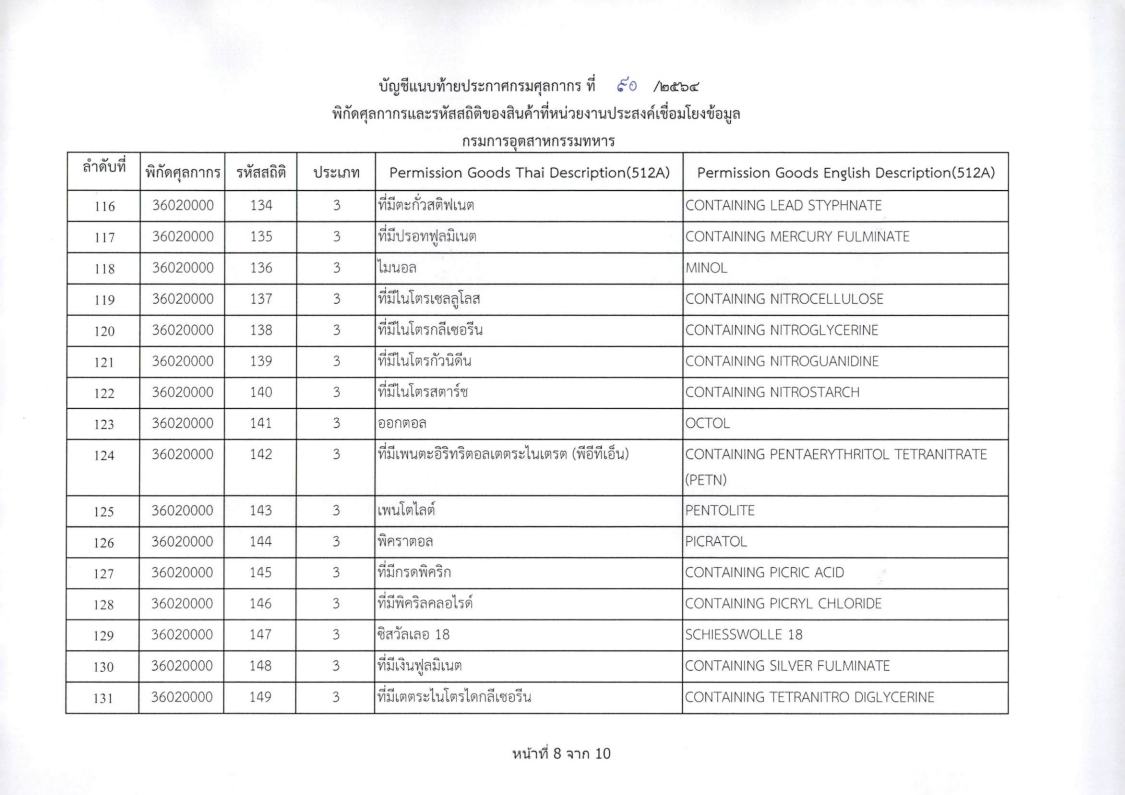 บัญชีแนบท้ายประกาศกรมศุลกากร ที่ ๙๐ /๒๕๖๔
พิกัดศุลกากรและรหัสสถิติของสินค้าที่หน่วยงานประสงค์เชื่อมโยงข้อมูล
กรมการอุตสาหกรรมทหาร
ลำดับที่ พิกัดศุลกากร รหัสสถิติ ประเภท Permission Goods Thai Description(512A) Permission Goods English Description(512A)
116 36020000 134 3 ที่มีตะกั่วสติฟเนต CONTAINING LEAD STYPHNATE
117 36020000 135 3 ที่มีปรอทฟูลมิเนต CONTAINING MERCURY FULMINATE
118 36020000 136 3 ไมนอล MINOL
119 36020000 137 3 ที่มีไนโตรเซลลูโลส CONTAINING NITROCELLULOSE
120 36020000 138 3 ที่มีไนโตรกลีเซอรีน CONTAINING NITROGLYCERINE
121 36020000 139 3 ที่มีไนโตรกัวนิดีน CONTAINING NITROGUANIDINE
122 36020000 140 3 ที่มีไนโตรสตาร์ช CONTAINING NITROSTARCH
123 36020000 141 3 ออกตอล OCTOL
124 36020000 142 3 ที่มีเพนตะอิริทริตอลเตตระไนเตรต (พีอีทีเอ็น) CONTAINING PENTAERYTHRITOL TETRANITRATE
(PETN)
125 36020000 143 3 เพนโตไลต์ PENTOLITE
126 36020000 144 3 พิคราตอล PICRATOL
127 36020000 145 3 ที่มีกรดพิคริก CONTAINING PICRIC ACID
128 36020000 146 3 ที่มีพิคริลคลอไรด์ CONTAINING PICRYL CHLORIDE
129 36020000 147 3 ชิสวัลเลอ 18 SCHIESSWOLLE 18
130 36020000 148 3 ที่มีเงินฟูลมิเนต CONTAINING SILVER FULMINATE
131 36020000 149 3 ที่มีเตตระไนโตรไดกลีเซอรีน CONTAINING TETRANITRO DIGLYCERINE
หน้าที่ 8 จาก 10